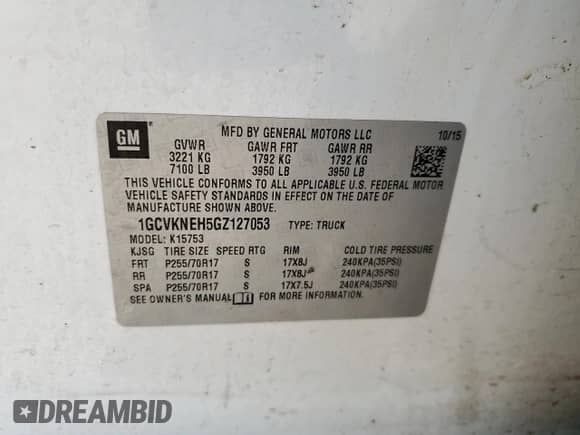 GM
MFD BY GENERAL MOTORS LLC 10/15
GVWR GAWR FRT GAWR RR
3221 KG 1792 KG 1792 KG
7100 LB 3950 LB 3950 LB
THIS VEHICLE CONFORMS TO ALL APPLICABLE U.S. FEDERAL MOTOR
VEHICLE SAFETY STANDARDS IN EFFECT ON THE DATE OF
MANUFACTURE SHOWN ABOVE.
1GCVKNEH5GZ127053 TYPE: TRUCK
MODEL: K15753
KJSG TIRE SIZE SPEED RTG RIM COLD TIRE PRESSURE
FRT P255/70R17 S 17X8J 240KPA(35PSI)
RR P255/70R17 S 17X8J 240KPA(35PSI)
SPA P255/70R17 S 17X7.5J 240KPA(35PSI)
SEE OWNER'S MANUAL FOR MORE INFORMATION.
DREAMBID